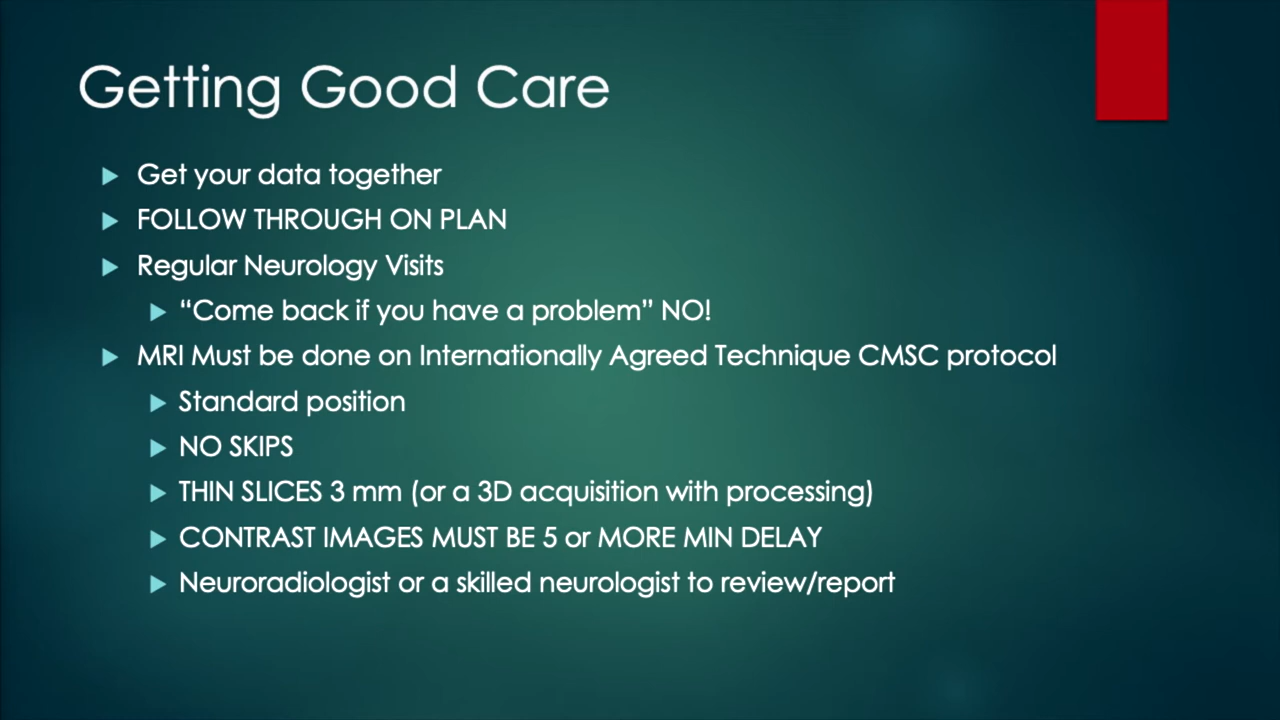 Getting Good Care
Get your data together
FOLLOW THROUGH ON PLAN
Regular Neurology Visits
“Come back if you have a problem” NO!
MRI Must be done on Internationally Agreed Technique CMSC protocol
Standard position
NO SKIPS
THIN SLICES 3 mm (or a 3D acquisition with processing)
CONTRAST IMAGES MUST BE 5 or MORE MIN DELAY
Neuroradiologist or a skilled neurologist to review/report